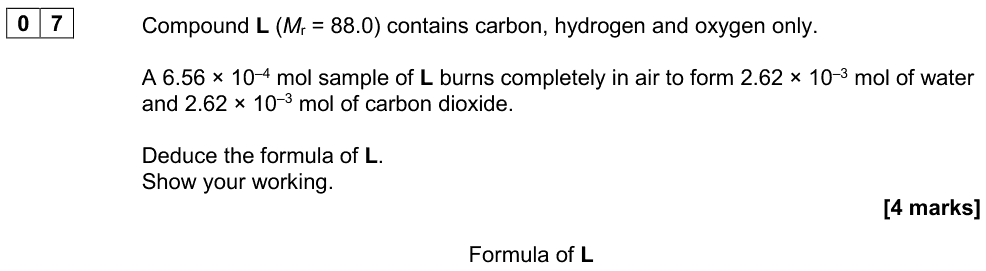 0 7 Compound L (Mᵣ = 88.0) contains carbon, hydrogen and oxygen only.
A 6.56 × 10⁻⁴ mol sample of L burns completely in air to form 2.62 × 10⁻³ mol of water
and 2.62 × 10⁻³ mol of carbon dioxide.
Deduce the formula of L.
Show your working.
[4 marks]
Formula of L